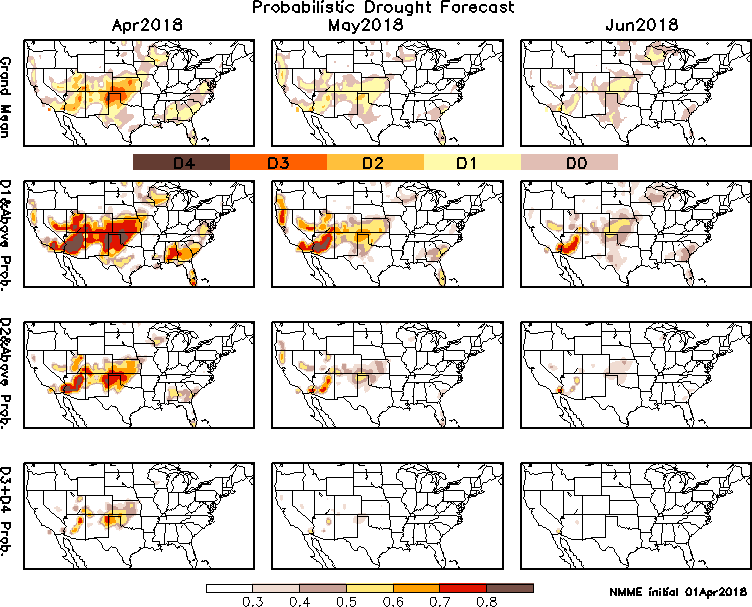 Probabilistic Drought Forecast
Apr2018 May2018 Jun2018
Grand Mean
D4 D3 D2 D1 D0
D1&Above Prob.
D2&Above Prob.
D3+D4 Prob.
0.3 0.4 0.5 0.6 0.7 0.8
NMME initial 01Apr2018